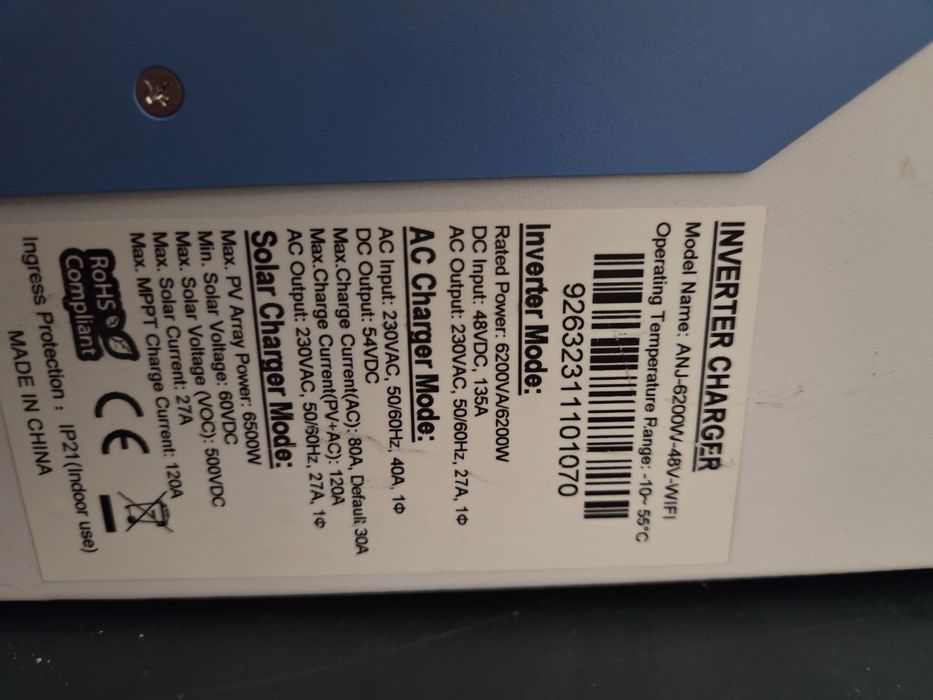 INVERTER CHARGER
Model Name: ANJ-6200W-48V-WIFI
Operating Temperature Range: -10~ 55°C
92632311101070
Inverter Mode:
Rated Power: 6200VA/6200W
DC Input: 48VDC, 135A
AC Output: 230VAC, 50/60Hz, 27A, 1Φ
AC Charger Mode:
AC Input: 230VAC, 50/60Hz, 40A, 1Φ
DC Output: 54VDC
Max.Charge Current(AC): 80A, Default: 30A
Max.Charge Current(PV+AC): 120A
AC Output: 230VAC, 50/60Hz, 27A, 1Φ
Solar Charger Mode:
Max. PV Array Power: 6500W
Min. Solar Voltage: 60VDC
Max. Solar Voltage (VOC): 500VDC
Max. Solar Current: 27A
Max. MPPT Charge Current: 120A
RoHS
Compliant
CE
Ingress Protection : IP21(Indoor use)
MADE IN CHINA